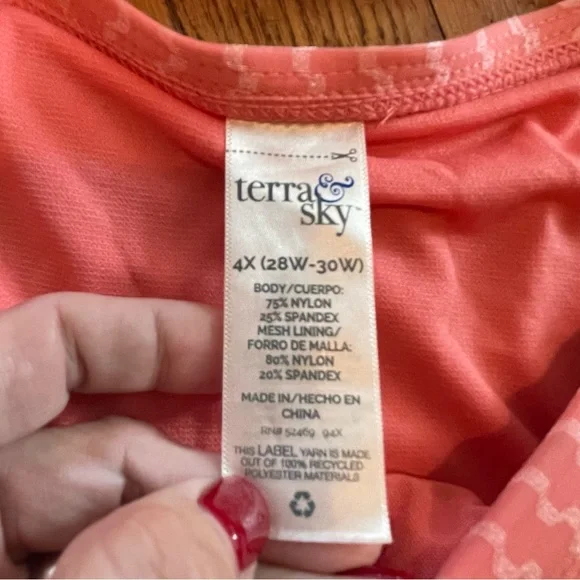 terra & sky™
4X (28W-30W)
BODY/CUERPO:
75% NYLON
25% SPANDEX
MESH LINING/
FORRO DE MALLA:
80% NYLON
20% SPANDEX
MADE IN/HECHO EN
CHINA
RN# 52469 94X
THIS LABEL YARN IS MADE
OUT OF 100% RECYCLED
POLYESTER MATERIALS